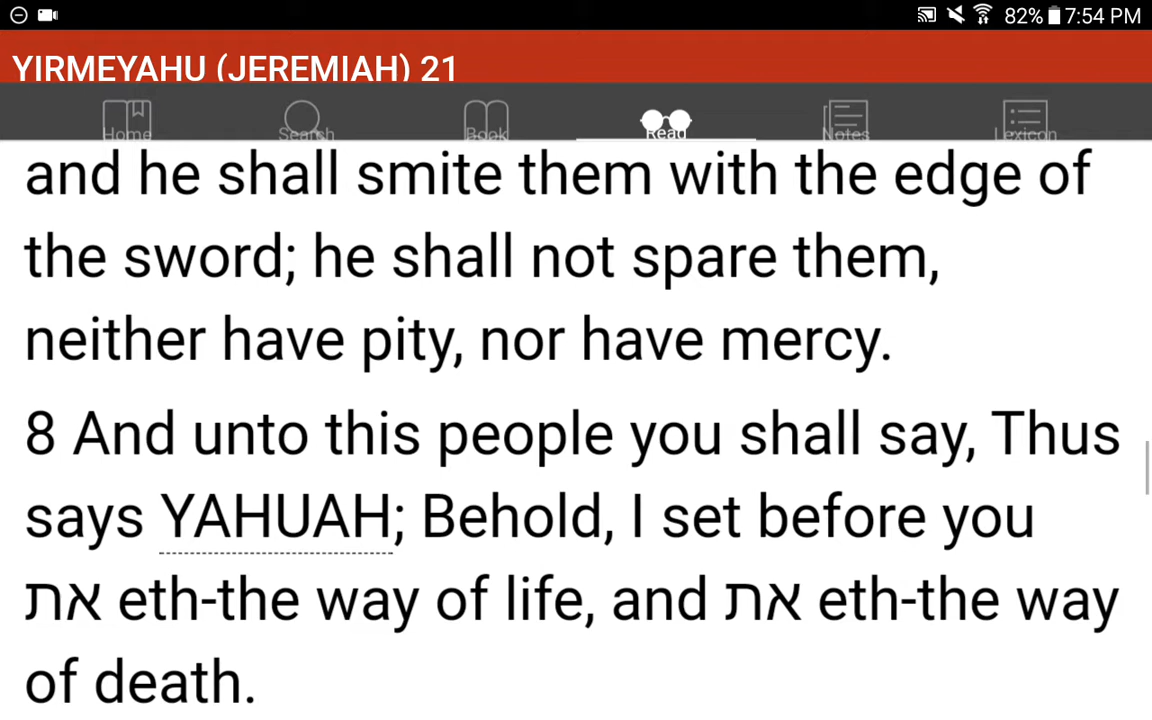 82% 7:54 PM
YIRMEYAHU (JEREMIAH) 21
Home Search Book Read Notes Lexicon
and he shall smite them with the edge of
the sword; he shall not spare them,
neither have pity, nor have mercy.
8 And unto this people you shall say, Thus
says YAHUAH; Behold, I set before you
את eth-the way of life, and את eth-the way
of death.